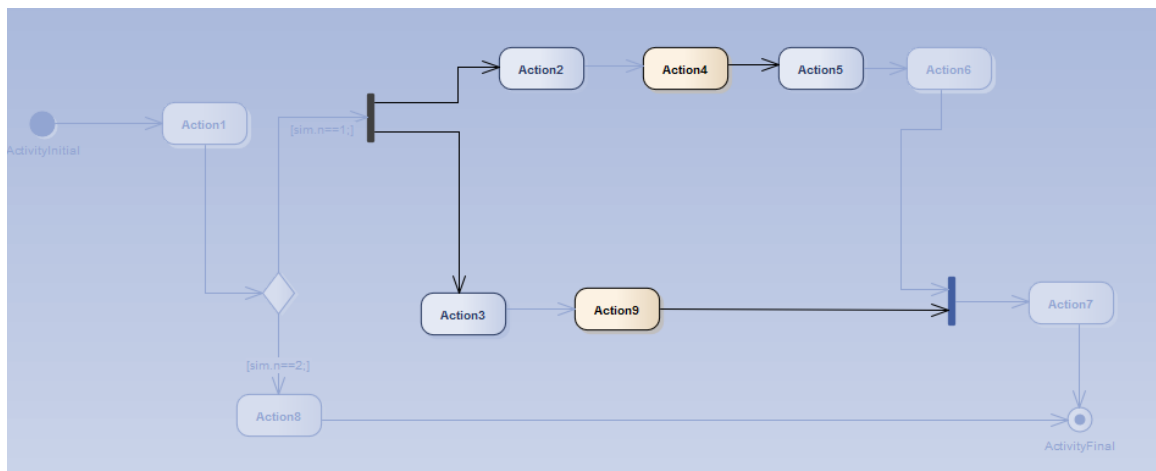 Action2
Action4
Action5
Action6
Action1
[sim.n==1;]
ActivityInitial
Action3
Action9
Action7
[sim.n==2;]
Action8
ActivityFinal